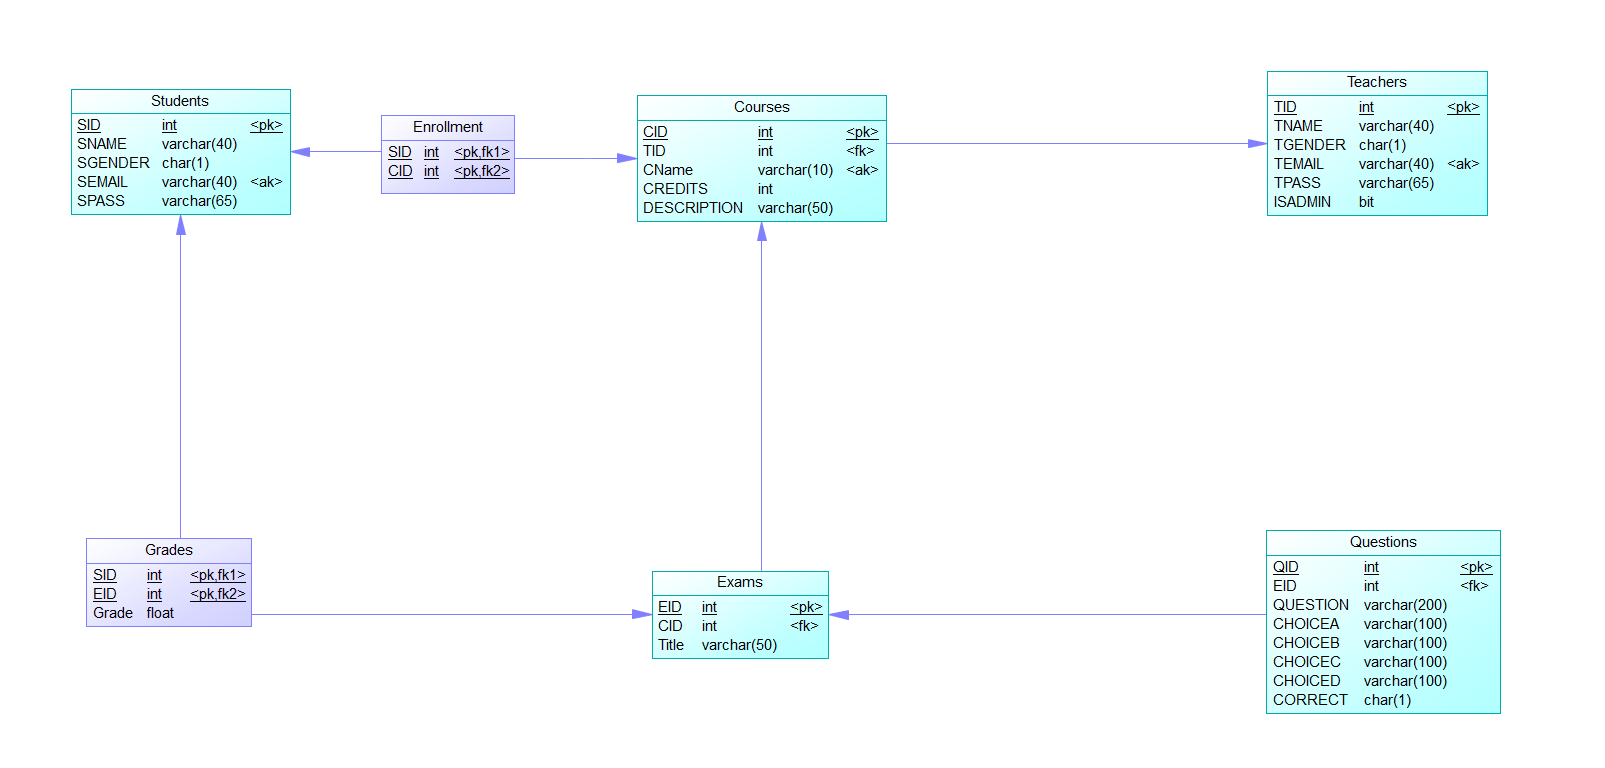 Students
SID int <pk>
SNAME varchar(40)
SGENDER char(1)
SEMAIL varchar(40) <ak>
SPASS varchar(65)
Enrollment
SID int <pk,fk1>
CID int <pk,fk2>
Courses
CID int <pk>
TID int <fk>
CName varchar(10) <ak>
CREDITS int
DESCRIPTION varchar(50)
Teachers
TID int <pk>
TNAME varchar(40)
TGENDER char(1)
TEMAIL varchar(40) <ak>
TPASS varchar(65)
ISADMIN bit
Grades
SID int <pk,fk1>
EID int <pk,fk2>
Grade float
Exams
EID int <pk>
CID int <fk>
Title varchar(50)
Questions
QID int <pk>
EID int <fk>
QUESTION varchar(200)
CHOICEA varchar(100)
CHOICEB varchar(100)
CHOICEC varchar(100)
CHOICED varchar(100)
CORRECT char(1)